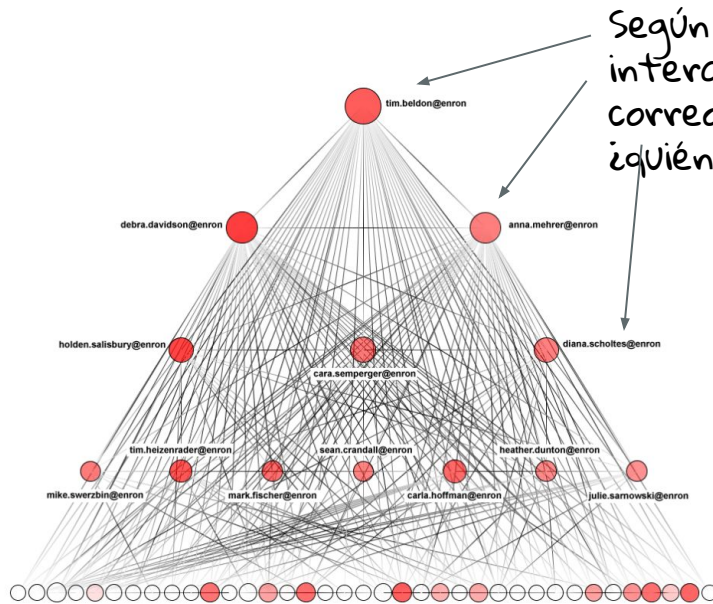 Según
¿quién
tim.beldon@enron
debra.davidson@enron
anna.mehrer@enron
holden.salisbury@enron
diana.scholtes@enron
cara.semperger@enron
tim.heizenrader@enron
sean.crandall@enron
heather.dunton@enron
mike.swerzbin@enron
mark.fischer@enron
carla.hoffman@enron
julie.sarnowski@enron